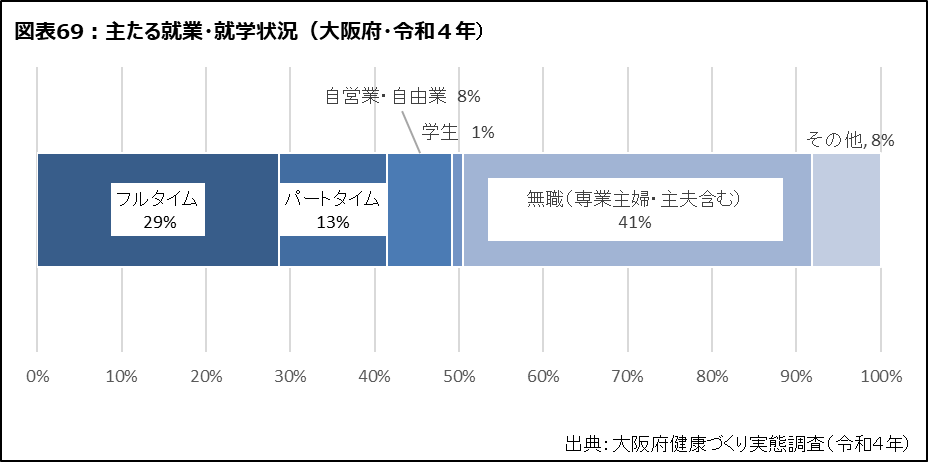 図表69：主たる就業・就学状況（大阪府・令和４年）
自営業・自由業 8%
学生 1%
その他, 8%
フルタイム
29%
パートタイム
13%
無職（専業主婦・主夫含む）
41%
0% 10% 20% 30% 40% 50% 60% 70% 80% 90% 100%
出典：大阪府健康づくり実態調査（令和４年）